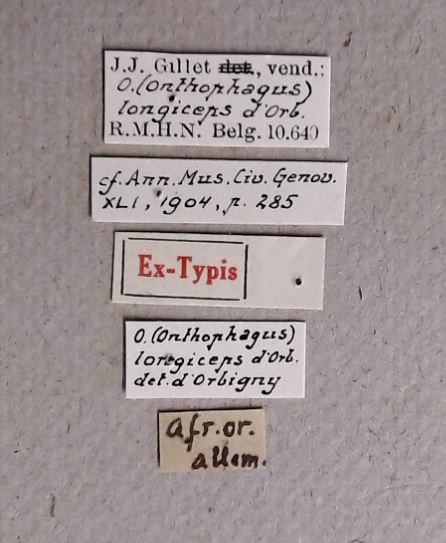 J.J. Gillet det., vend.:
O.(Onthophagus)
longiceps d'Orb.
R.M.H.N. Belg. 10.640
cf. Ann. Mus. Civ. Genov.
XLI, 1904, p. 285
Ex-Typis
O.(Onthophagus)
longiceps d'Orb.
det. d'Orbigny
afr. or.
allem.